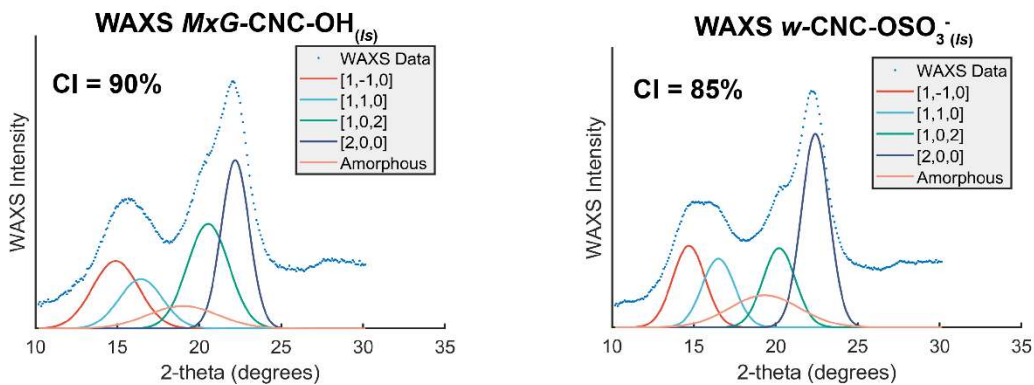 WAXS MxG-CNC-OH(ls)
CI = 90%
WAXS Data
[1,-1,0]
[1,1,0]
[1,0,2]
[2,0,0]
Amorphous
WAXS Intensity
10 15 20 25 30 35
2-theta (degrees)
WAXS w-CNC-OSO3-(ls)
CI = 85%
WAXS Data
[1,-1,0]
[1,1,0]
[1,0,2]
[2,0,0]
Amorphous
WAXS Intensity
10 15 20 25 30 35
2-theta (degrees)